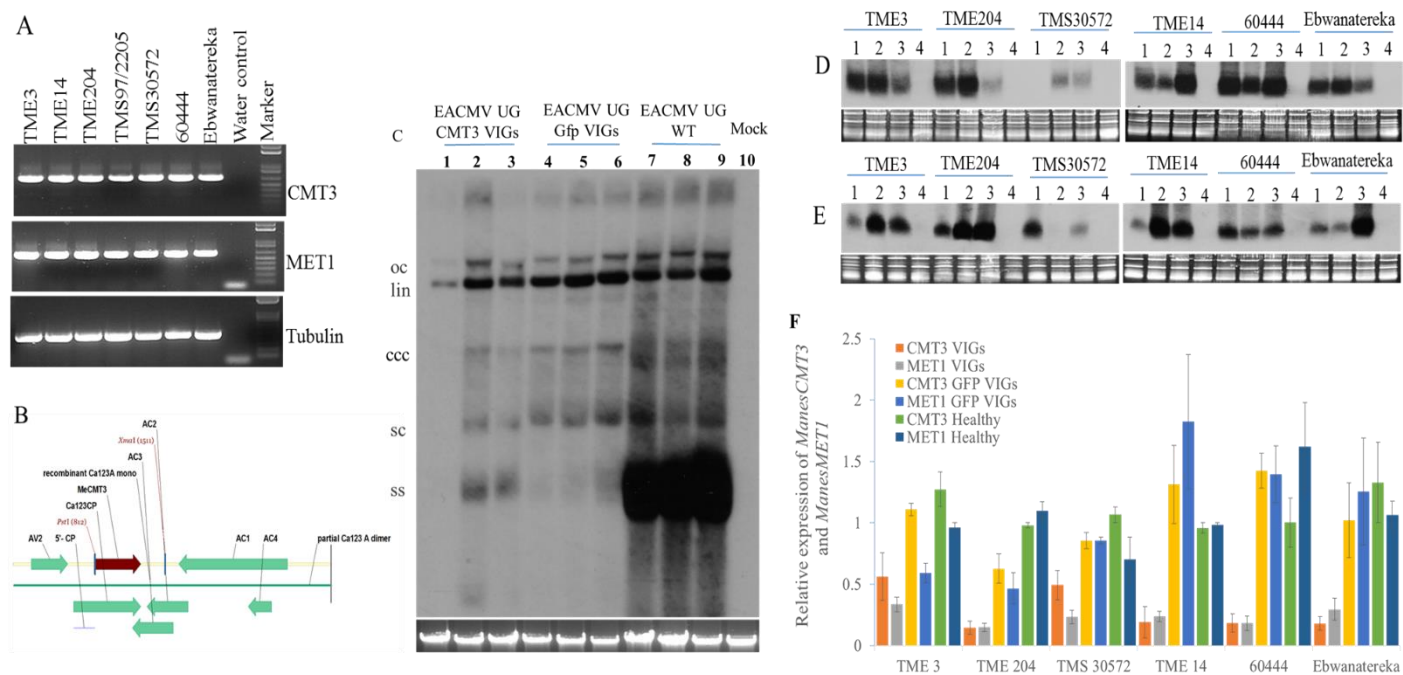 A
TME3
TME14
TME204
TMS97/2205
TMS30572
60444
Ebwanatereka
Water control
Marker
CMT3
MET1
Tubulin
B
AC2
XmaI (1511)
AC3
recombinant Ca123A mono
MeCMT3
Ca123CP
PstI (812)
AV2
5'- CP
AC1
AC4
partial Ca123 A dimer
C
EACMV UG
CMT3 VIGs
EACMV UG
Gfp VIGs
EACMV UG
WT
Mock
1 2 3 4 5 6 7 8 9 10
oc
lin
ccc
sc
ss
D
TME3 TME204 TMS30572 TME14 60444 Ebwanatereka
1 2 3 4 1 2 3 4 1 2 3 4 1 2 3 4 1 2 3 4 1 2 3 4
E
TME3 TME204 TMS30572 TME14 60444 Ebwanatereka
1 2 3 4 1 2 3 4 1 2 3 4 1 2 3 4 1 2 3 4 1 2 3 4
F
Relative expression of ManesCMT3
and ManesMET1
2.5
2
1.5
1
0.5
0
CMT3 VIGs
MET1 VIGs
CMT3 GFP VIGs
MET1 GFP VIGs
CMT3 Healthy
MET1 Healthy
TME 3
TME 204
TMS 30572
TME 14
60444
Ebwanatereka